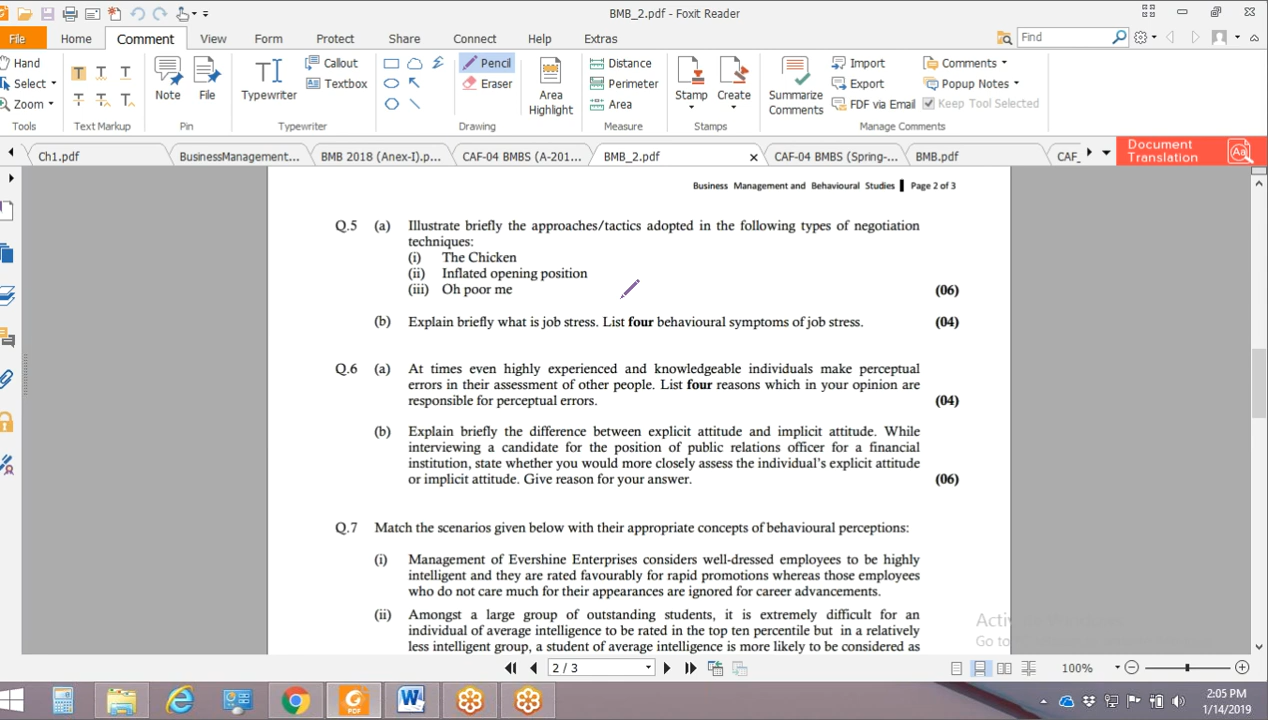 BMB_2.pdf - Foxit Reader
File Home Comment View Form Protect Share Connect Help Extras Find
Hand
Select
Zoom
Tools
Text Markup
Note
File
Pin
Typewriter
Callout
Textbox
Typewriter
Pencil
Eraser
Area
Highlight
Drawing
Distance
Perimeter
Area
Measure
Stamp
Create
Stamps
Summarize
Comments
Import
Export
FDF via Email
Comments
Popup Notes
Keep Tool Selected
Manage Comments
Ch1.pdf BusinessManagement... BMB 2018 (Anex-I).p... CAF-04 BMBS (A-201... BMB_2.pdf CAF-04 BMBS (Spring-... BMB.pdf CAF_
Document
Translation
Business Management and Behavioural Studies Page 2 of 3
Q.5 (a) Illustrate briefly the approaches/tactics adopted in the following types of negotiation
techniques:
(i) The Chicken
(ii) Inflated opening position
(iii) Oh poor me (06)
(b) Explain briefly what is job stress. List four behavioural symptoms of job stress. (04)
Q.6 (a) At times even highly experienced and knowledgeable individuals make perceptual
errors in their assessment of other people. List four reasons which in your opinion are
responsible for perceptual errors. (04)
(b) Explain briefly the difference between explicit attitude and implicit attitude. While
interviewing a candidate for the position of public relations officer for a financial
institution, state whether you would more closely assess the individual's explicit attitude
or implicit attitude. Give reason for your answer. (06)
Q.7 Match the scenarios given below with their appropriate concepts of behavioural perceptions:
(i) Management of Evershine Enterprises considers well-dressed employees to be highly
intelligent and they are rated favourably for rapid promotions whereas those employees
who do not care much for their appearances are ignored for career advancements.
(ii) Amongst a large group of outstanding students, it is extremely difficult for an
individual of average intelligence to be rated in the top ten percentile but in a relatively
less intelligent group, a student of average intelligence is more likely to be considered as
Go to
2 / 3 100%
2:05 PM
1/14/2019